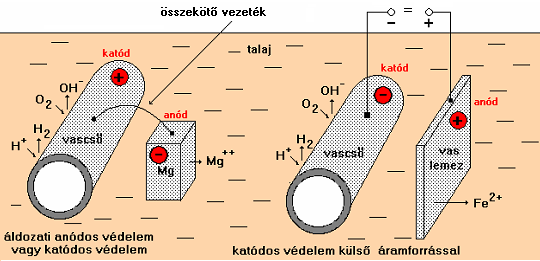 összekötő vezeték
− = +
katód
talaj
katód
+
OH⁻
O₂
H₂
H⁺
vascső
anód
−
Mg
Mg⁺⁺
−
OH⁻
O₂
H₂
H⁺
vascső
anód
+
vas
lemez
Fe²⁺
áldozati anódos védelem
vagy katódos védelem
katódos védelem külső áramforrással